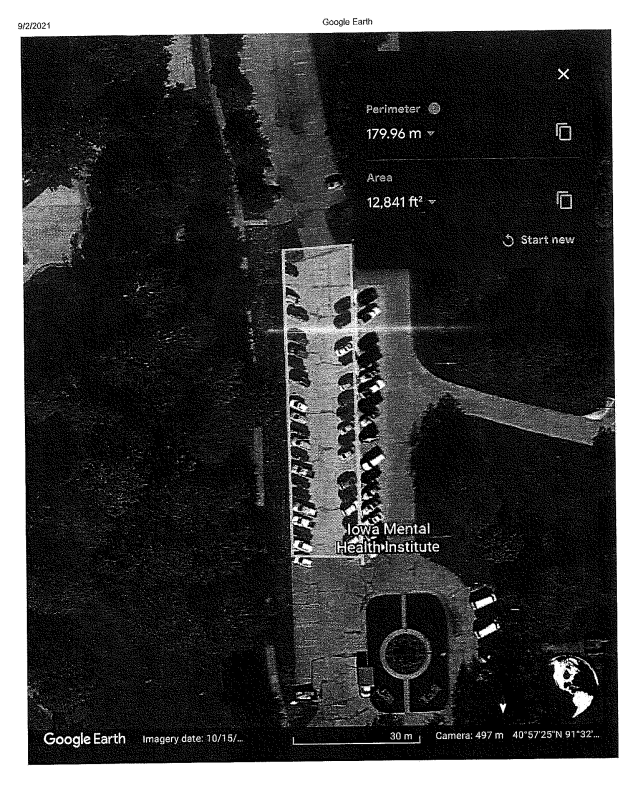 9/2/2021
Google Earth
Perimeter
179.96 m
Area
12,841 ft²
Start new
Iowa Mental
Health Institute
Google Earth Imagery date: 10/15/... 30 m Camera: 497 m 40°57'25"N 91°32'...